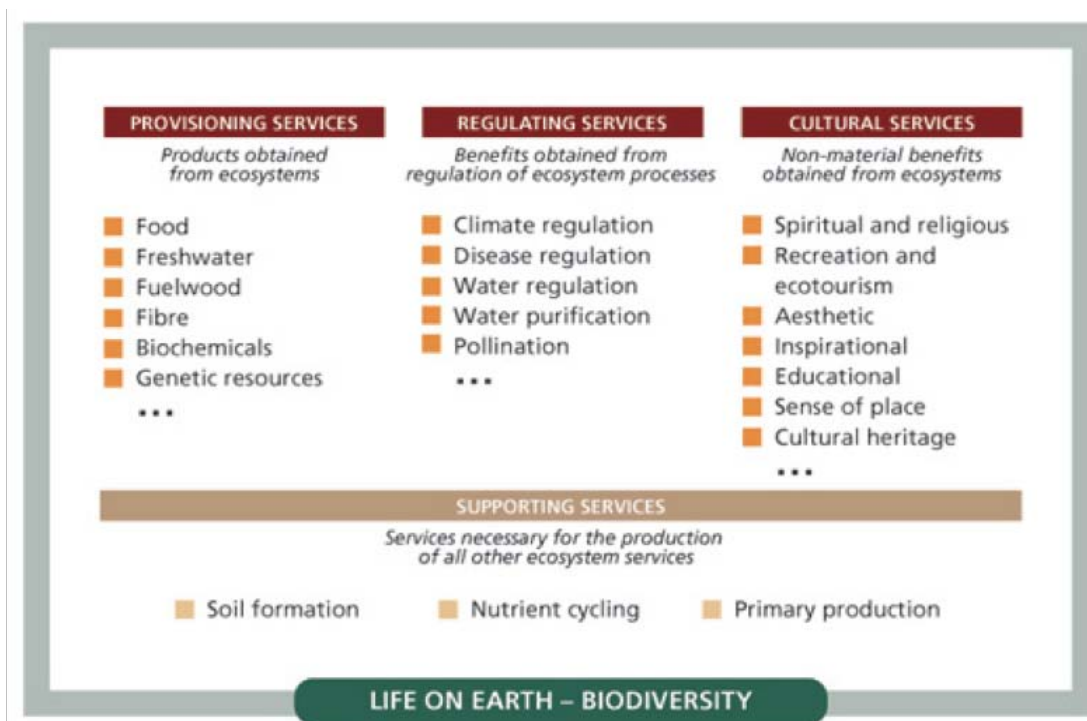 PROVISIONING SERVICES
Products obtained
from ecosystems
Food
Freshwater
Fuelwood
Fibre
Biochemicals
Genetic resources
...
REGULATING SERVICES
Benefits obtained from
regulation of ecosystem processes
Climate regulation
Disease regulation
Water regulation
Water purification
Pollination
...
CULTURAL SERVICES
Non-material benefits
obtained from ecosystems
Spiritual and religious
Recreation and
ecotourism
Aesthetic
Inspirational
Educational
Sense of place
Cultural heritage
...
SUPPORTING SERVICES
Services necessary for the production
of all other ecosystem services
Soil formation
Nutrient cycling
Primary production
LIFE ON EARTH – BIODIVERSITY